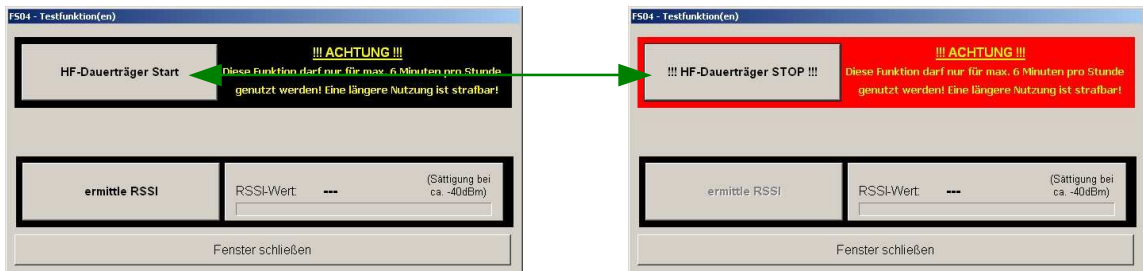 FS04 - Testfunktion(en)
HF-Dauerträger Start
!!! ACHTUNG !!!
Diese Funktion darf nur für max. 6 Minuten pro Stunde
genutzt werden! Eine längere Nutzung ist strafbar!
ermittle RSSI
RSSI-Wert: ---
(Sättigung bei
ca. -40dBm)
Fenster schließen
FS04 - Testfunktion(en)
!!! HF-Dauerträger STOP !!!
!!! ACHTUNG !!!
Diese Funktion darf nur für max. 6 Minuten pro Stunde
genutzt werden! Eine längere Nutzung ist strafbar!
ermittle RSSI
RSSI-Wert: ---
(Sättigung bei
ca. -40dBm)
Fenster schließen